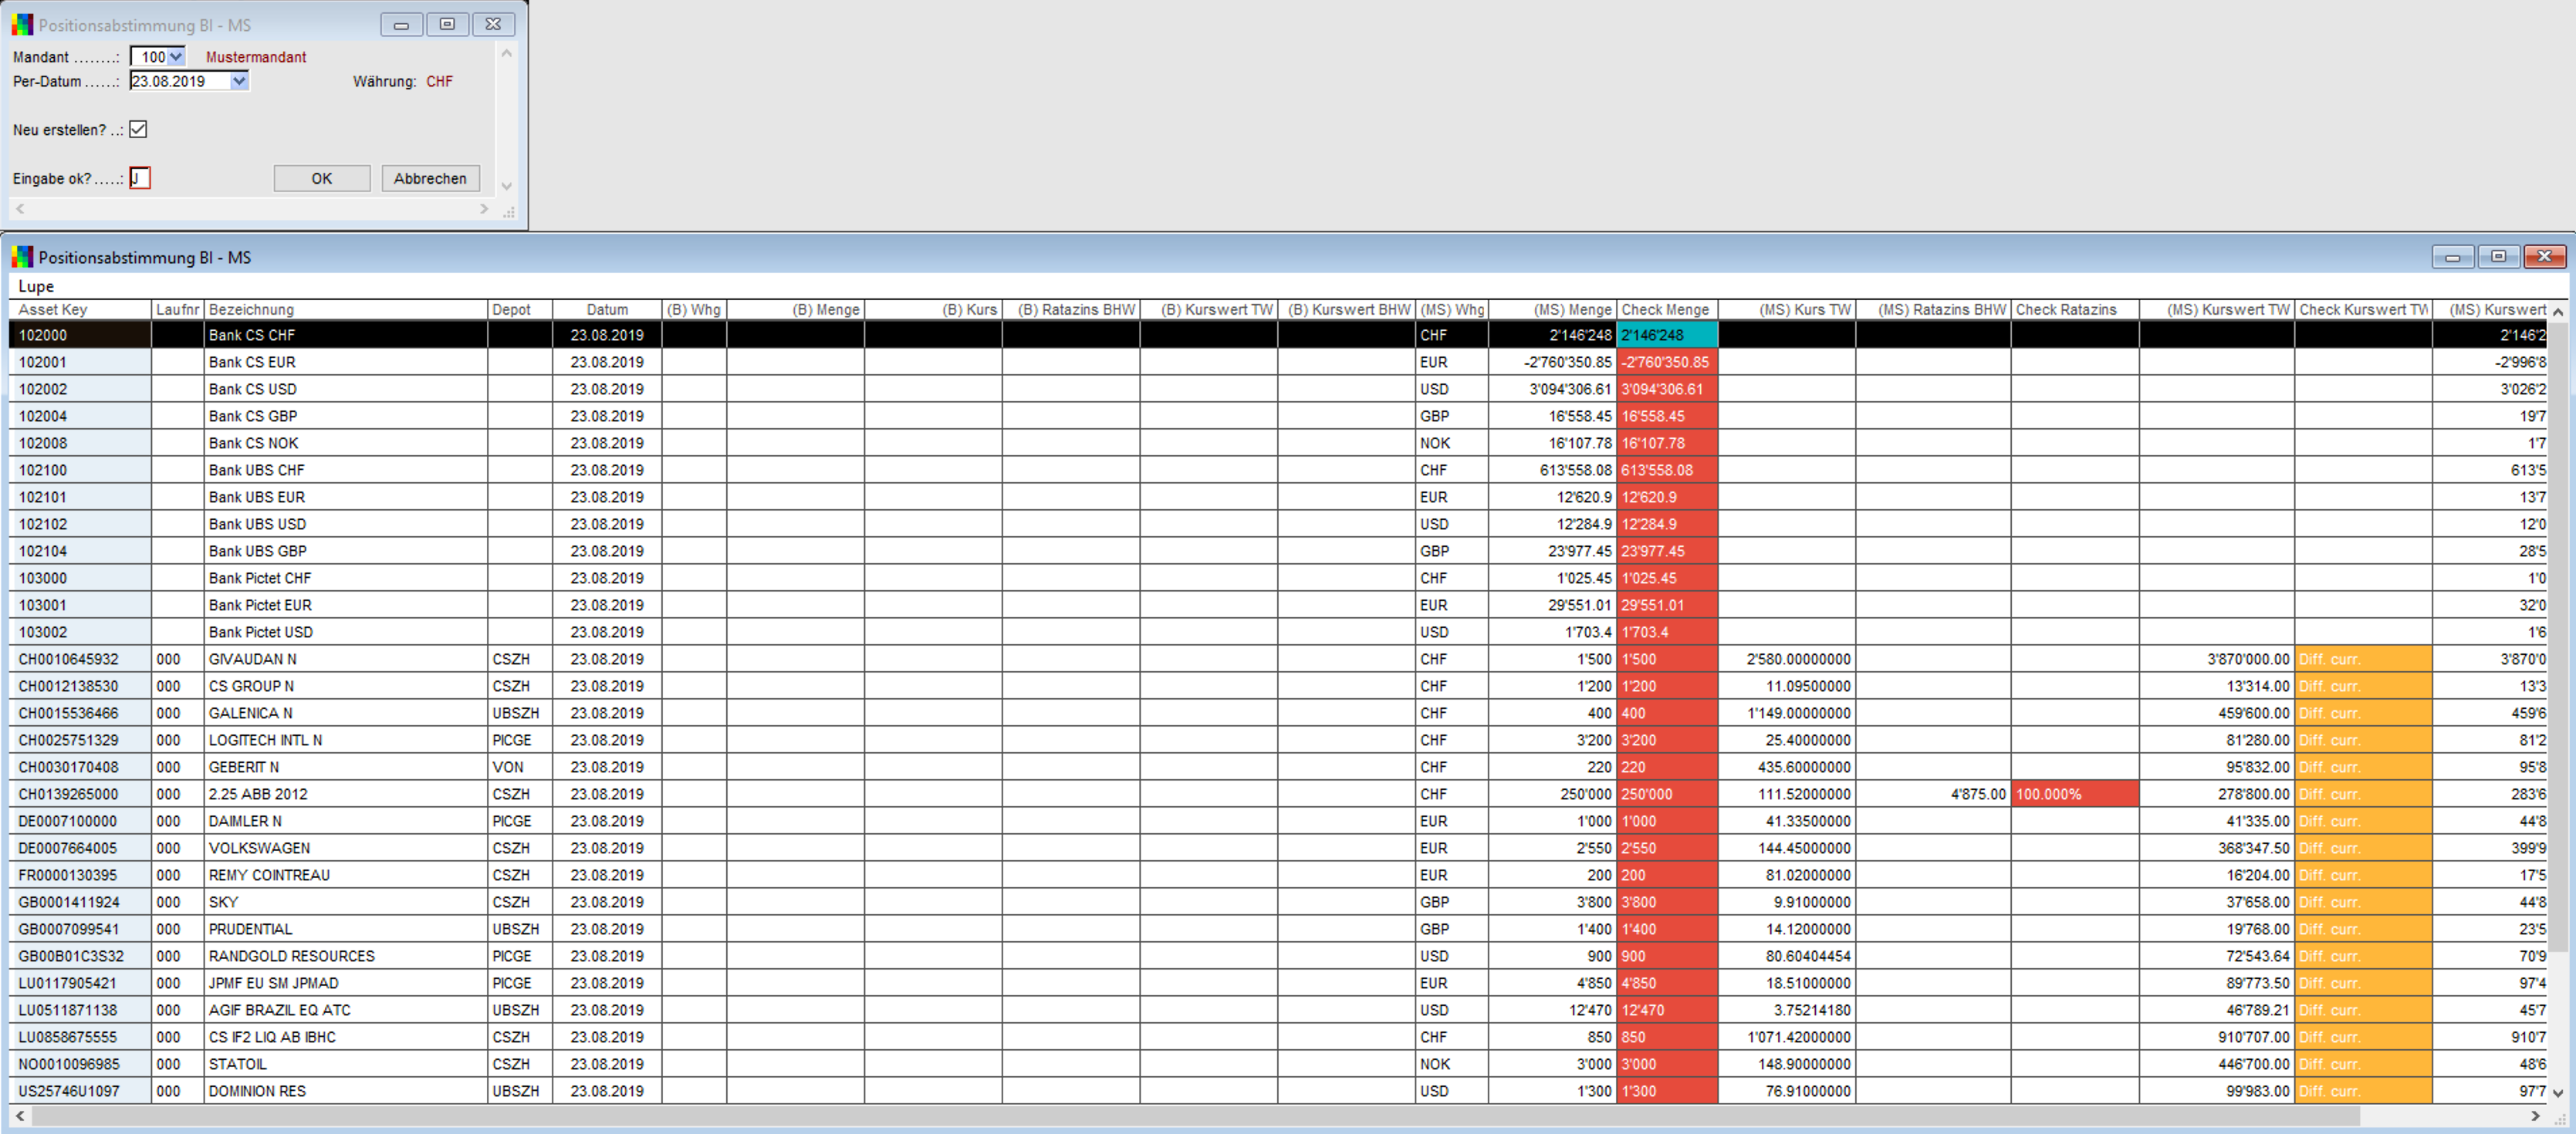 Positionsabstimmung BI - MS
Mandant ........: 100 Mustermandant
Per-Datum ......: 23.08.2019 Währung: CHF
Neu erstellen? ..: 
Eingabe ok? .....: J OK Abbrechen
Positionsabstimmung BI - MS
Lupe
Asset Key Laufnr Bezeichnung Depot Datum (B) Whg (B) Menge (B) Kurs (B) Ratazins BHW (B) Kurswert TW (B) Kurswert BHW (MS) Whg (MS) Menge Check Menge (MS) Kurs TW (MS) Ratazins BHW Check Ratazins (MS) Kurswert TW Check Kurswert TW (MS) Kurswert
102000 Bank CS CHF 23.08.2019 CHF 2'146'248 2'146'248 2'146'2
102001 Bank CS EUR 23.08.2019 EUR -2'760'350.85 -2'760'350.85 -2'996'8
102002 Bank CS USD 23.08.2019 USD 3'094'306.61 3'094'306.61 3'026'2
102004 Bank CS GBP 23.08.2019 GBP 16'558.45 16'558.45 19'7
102008 Bank CS NOK 23.08.2019 NOK 16'107.78 16'107.78 1'7
102100 Bank UBS CHF 23.08.2019 CHF 613'558.08 613'558.08 613'5
102101 Bank UBS EUR 23.08.2019 EUR 12'620.9 12'620.9 13'7
102102 Bank UBS USD 23.08.2019 USD 12'284.9 12'284.9 12'0
102104 Bank UBS GBP 23.08.2019 GBP 23'977.45 23'977.45 28'5
103000 Bank Pictet CHF 23.08.2019 CHF 1'025.45 1'025.45 1'0
103001 Bank Pictet EUR 23.08.2019 EUR 29'551.01 29'551.01 32'0
103002 Bank Pictet USD 23.08.2019 USD 1'703.4 1'703.4 1'6
CH0010645932 000 GIVAUDAN N CSZH 23.08.2019 CHF 1'500 1'500 2'580.00000000 3'870'000.00 Diff. curr. 3'870'0
CH0012138530 000 CS GROUP N CSZH 23.08.2019 CHF 1'200 1'200 11.09500000 13'314.00 Diff. curr. 13'3
CH0015536466 000 GALENICA N UBSZH 23.08.2019 CHF 400 400 1'149.00000000 459'600.00 Diff. curr. 459'6
CH0025751329 000 LOGITECH INTL N PICGE 23.08.2019 CHF 3'200 3'200 25.40000000 81'280.00 Diff. curr. 81'2
CH0030170408 000 GEBERIT N VON 23.08.2019 CHF 220 220 435.60000000 95'832.00 Diff. curr. 95'8
CH0139265000 000 2.25 ABB 2012 CSZH 23.08.2019 CHF 250'000 250'000 111.52000000 4'875.00 100.000% 278'800.00 Diff. curr. 283'6
DE0007100000 000 DAIMLER N PICGE 23.08.2019 EUR 1'000 1'000 41.33500000 41'335.00 Diff. curr. 44'8
DE0007664005 000 VOLKSWAGEN CSZH 23.08.2019 EUR 2'550 2'550 144.45000000 368'347.50 Diff. curr. 399'9
FR0000130395 000 REMY COINTREAU CSZH 23.08.2019 EUR 200 200 81.02000000 16'204.00 Diff. curr. 17'5
GB0001411924 000 SKY CSZH 23.08.2019 GBP 3'800 3'800 9.91000000 37'658.00 Diff. curr. 44'8
GB0007099541 000 PRUDENTIAL UBSZH 23.08.2019 GBP 1'400 1'400 14.12000000 19'768.00 Diff. curr. 23'5
GB00B01C3S32 000 RANDGOLD RESOURCES PICGE 23.08.2019 USD 900 900 80.60404454 72'543.64 Diff. curr. 70'9
LU0117905421 000 JPMF EU SM JPMAD PICGE 23.08.2019 EUR 4'850 4'850 18.51000000 89'773.50 Diff. curr. 97'4
LU0511871138 000 AGIF BRAZIL EQ ATC UBSZH 23.08.2019 USD 12'470 12'470 3.75214180 46'789.21 Diff. curr. 45'7
LU0858675555 000 CS IF2 LIQ AB IBHC CSZH 23.08.2019 CHF 850 850 1'071.42000000 910'707.00 Diff. curr. 910'7
NO0010096985 000 STATOIL CSZH 23.08.2019 NOK 3'000 3'000 148.90000000 446'700.00 Diff. curr. 48'6
US25746U1097 000 DOMINION RES UBSZH 23.08.2019 USD 1'300 1'300 76.91000000 99'983.00 Diff. curr. 97'7